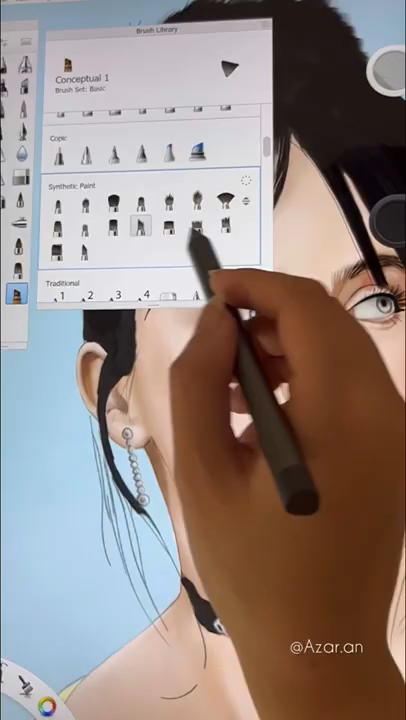 Brush Library
Conceptual 1
Brush Set: Basic
Copic
Synthetic Paint
Traditional
1 2 3 4
@Azar.an